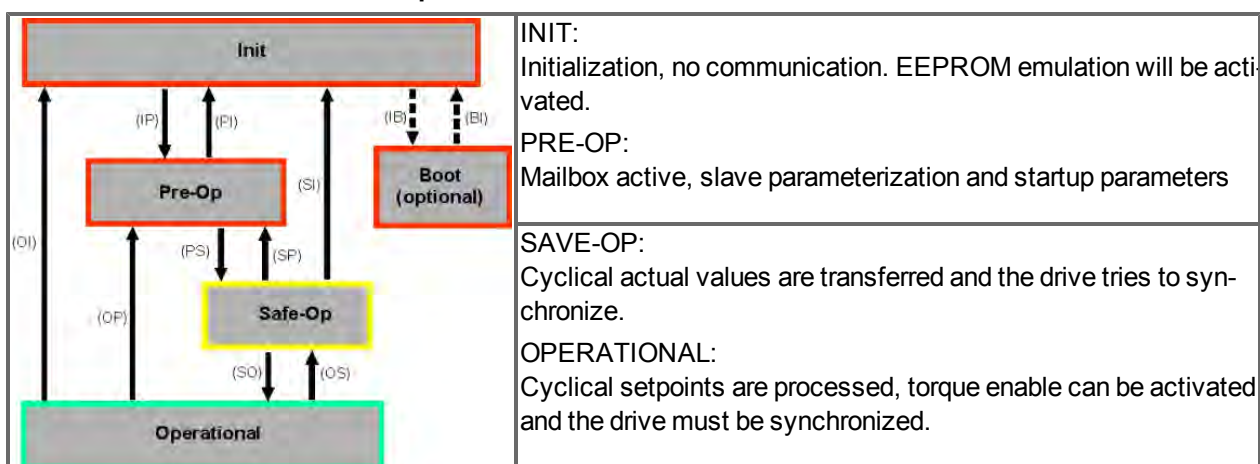 Init
(IP)
(PI)
(IB)
(BI)
Pre-Op
(SI)
Boot
(optional)
(OI)
(PS)
(SP)
(OP)
Safe-Op
(SO)
(OS)
Operational
INIT:
Initialization, no communication. EEPROM emulation will be acti-
vated.
PRE-OP:
Mailbox active, slave parameterization and startup parameters
SAVE-OP:
Cyclical actual values are transferred and the drive tries to syn-
chronize.
OPERATIONAL:
Cyclical setpoints are processed, torque enable can be activated
and the drive must be synchronized.